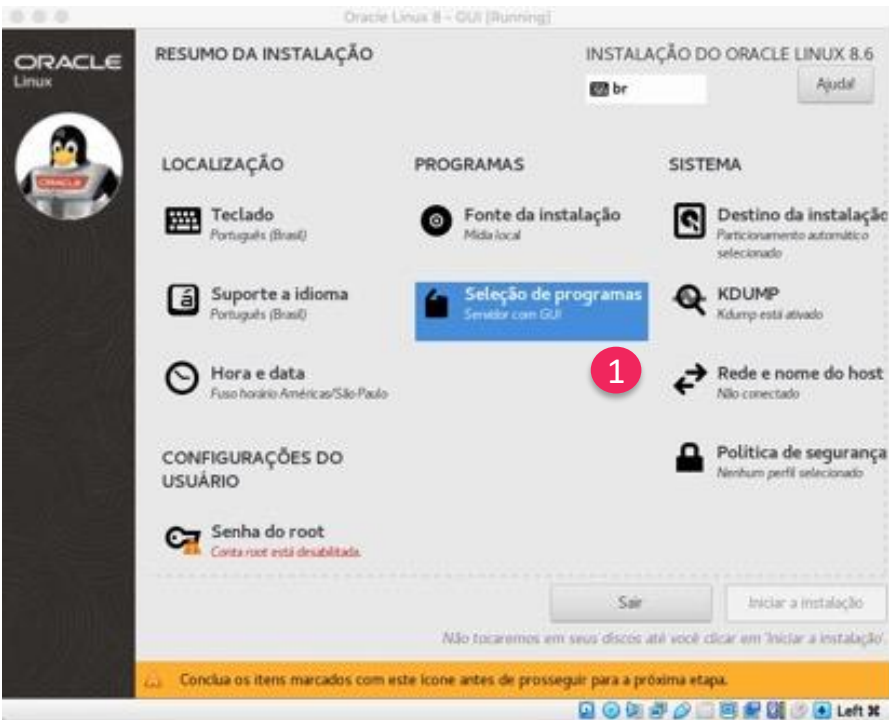 Oracle Linux 8 - GUI [Running]
ORACLE
Linux
RESUMO DA INSTALAÇÃO
INSTALAÇÃO DO ORACLE LINUX 8.6
br
Ajuda!
ORACLE
LOCALIZAÇÃO
Teclado
Português (Brasil)
Suporte a idioma
Português (Brasil)
Hora e data
Fuso horário Américas/São Paulo
CONFIGURAÇÕES DO
USUÁRIO
Senha do root
Conta root está desabilitada.
PROGRAMAS
Fonte da instalação
Mídia local
Seleção de programas
Servidor com GUI
1
SISTEMA
Destino da instalaçãc
Particionamento automático
selecionado
KDUMP
Kdump está ativado
Rede e nome do host
Não conectado
Política de segurança
Nenhum perfil selecionado
Sair
Iniciar a instalação
Não tocaremos em seus discos até você clicar em 'Iniciar a instalação'.
Conclua os itens marcados com este ícone antes de prosseguir para a próxima etapa.
Left ⌘